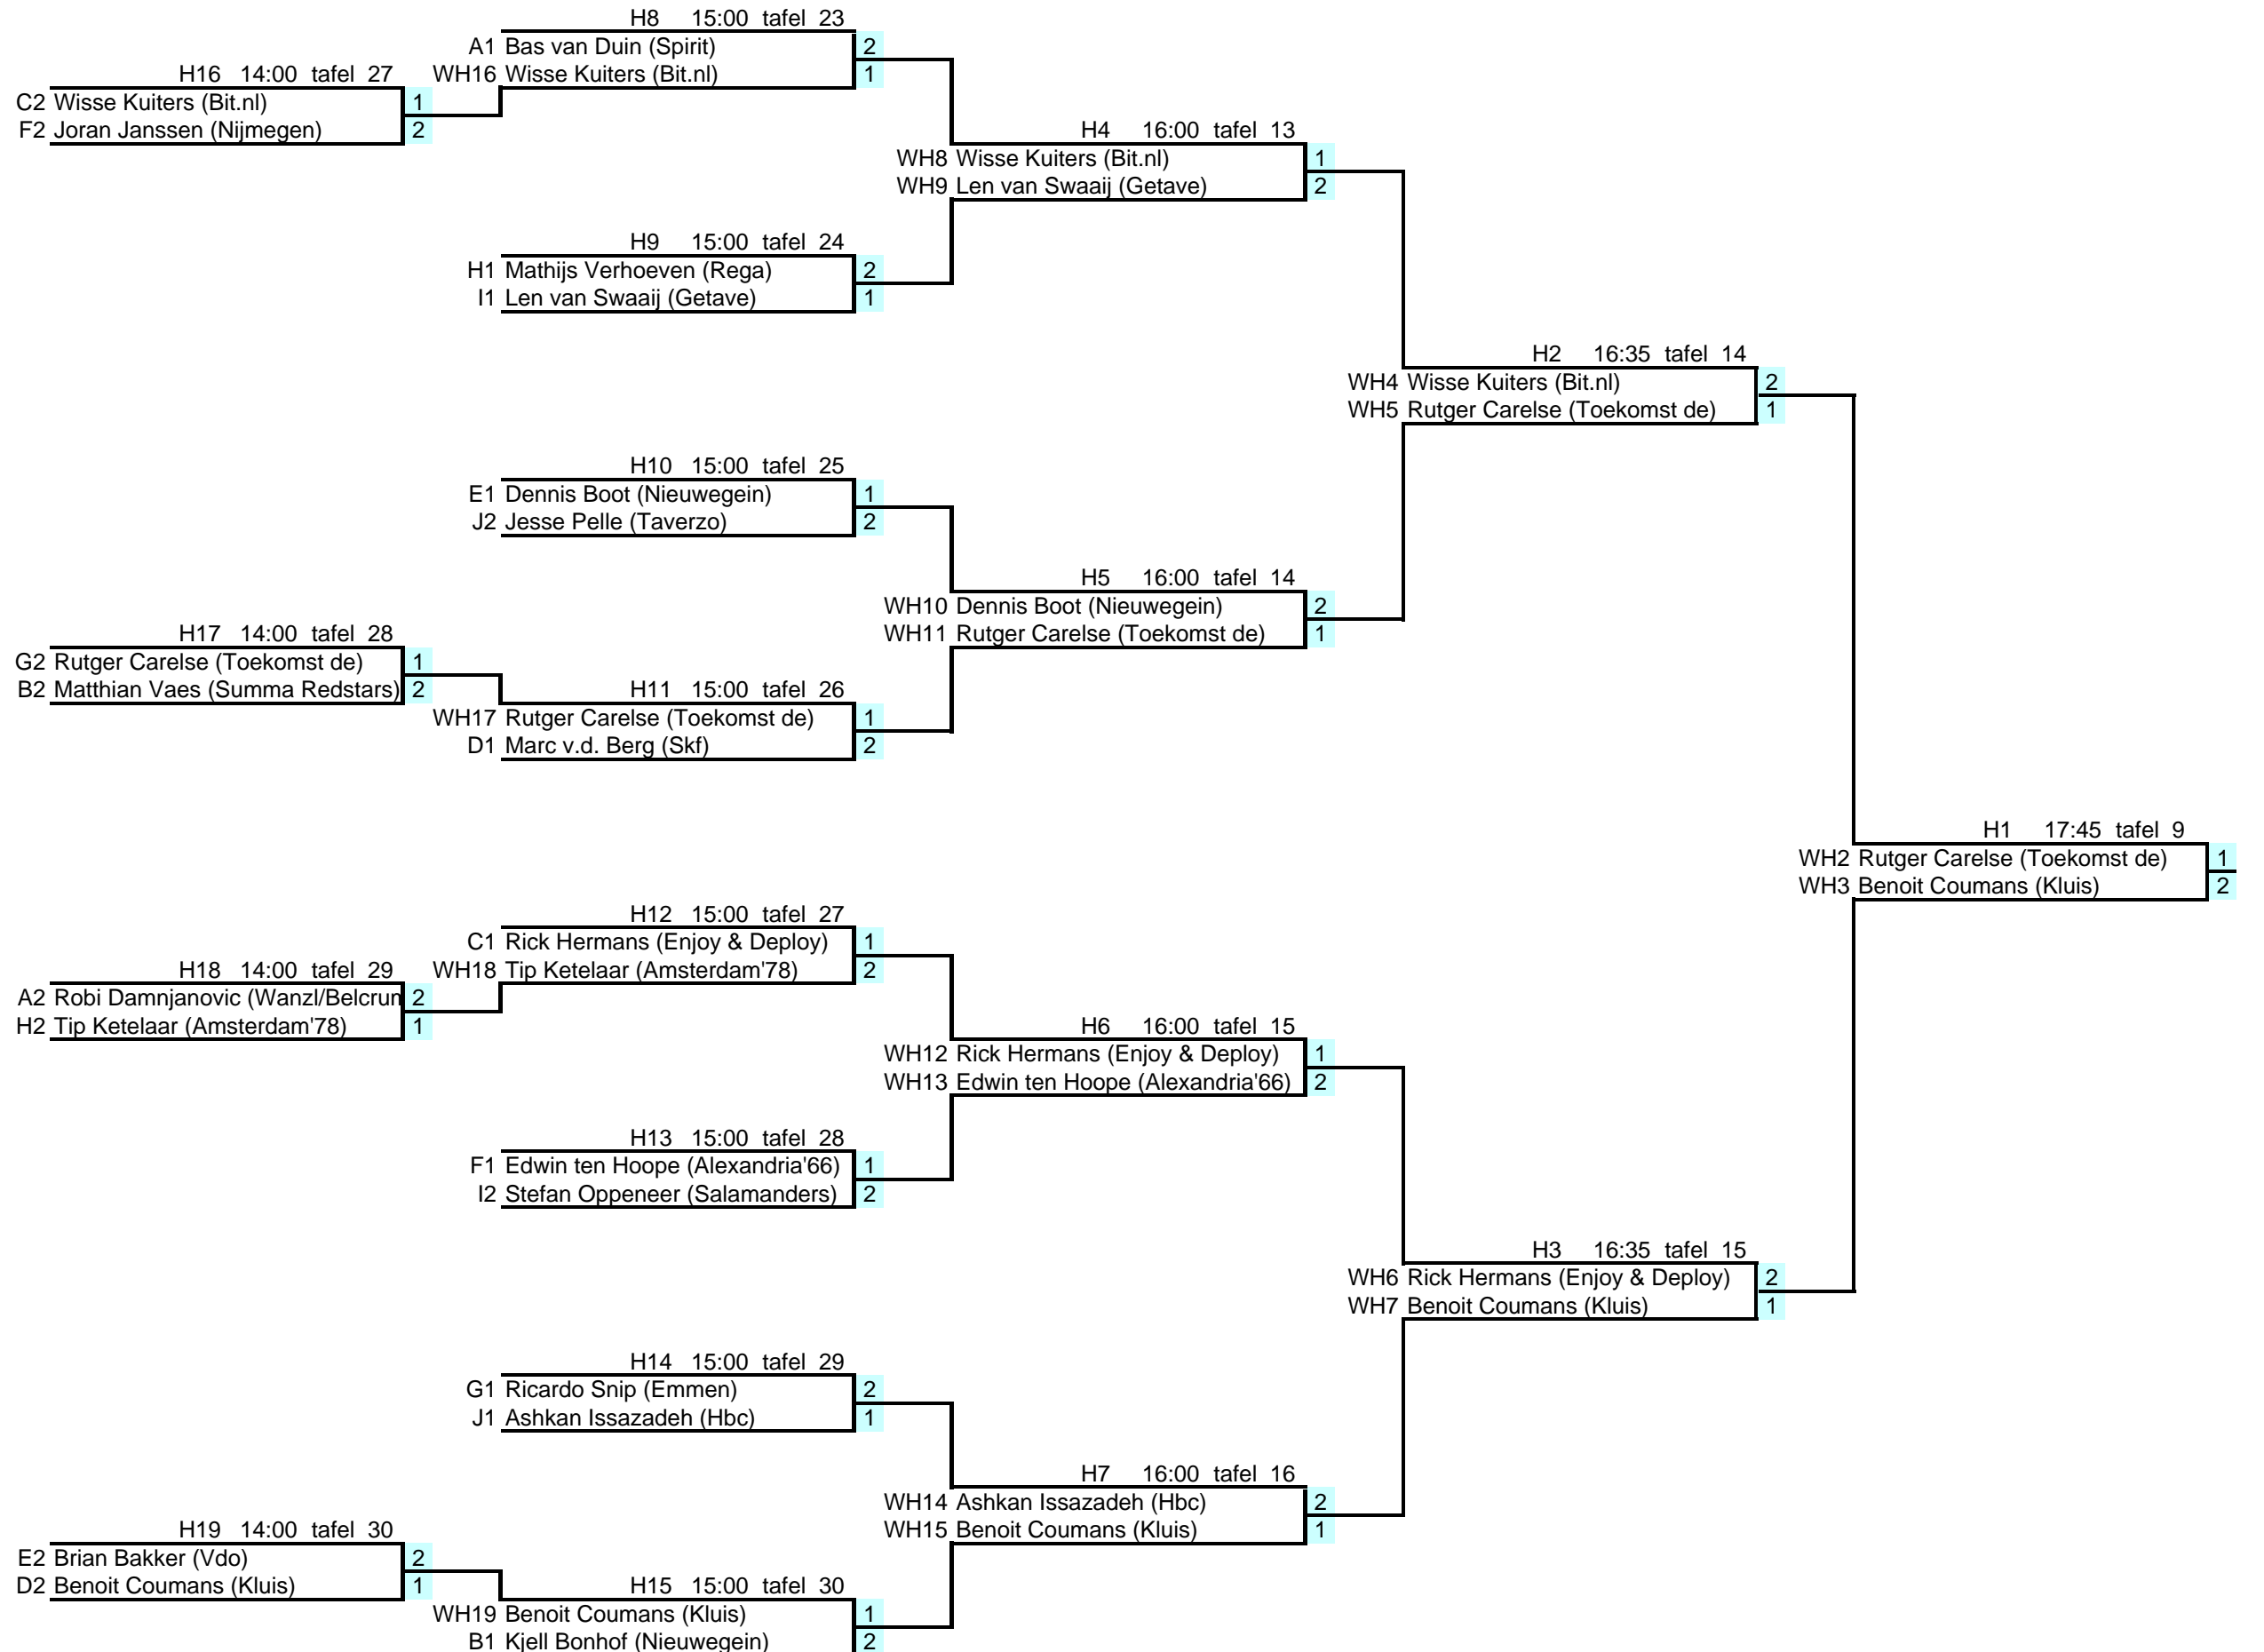 H8 15:00 tafel 23
A1 Bas van Duin (Spirit) 2
WH16 Wisse Kuiters (Bit.nl) 1
H16 14:00 tafel 27
C2 Wisse Kuiters (Bit.nl) 1
F2 Joran Janssen (Nijmegen) 2
H4 16:00 tafel 13
WH8 Wisse Kuiters (Bit.nl) 1
WH9 Len van Swaaij (Getave) 2
H9 15:00 tafel 24
H1 Mathijs Verhoeven (Rega) 2
I1 Len van Swaaij (Getave) 1
H2 16:35 tafel 14
WH4 Wisse Kuiters (Bit.nl) 2
WH5 Rutger Carelse (Toekomst de) 1
H10 15:00 tafel 25
E1 Dennis Boot (Nieuwegein) 1
J2 Jesse Pelle (Taverzo) 2
H5 16:00 tafel 14
WH10 Dennis Boot (Nieuwegein) 2
WH11 Rutger Carelse (Toekomst de) 1
H17 14:00 tafel 28
G2 Rutger Carelse (Toekomst de) 1
B2 Matthian Vaes (Summa Redstars) 2
H11 15:00 tafel 26
WH17 Rutger Carelse (Toekomst de) 1
D1 Marc v.d. Berg (Skf) 2
H1 17:45 tafel 9
WH2 Rutger Carelse (Toekomst de) 1
WH3 Benoit Coumans (Kluis) 2
H12 15:00 tafel 27
C1 Rick Hermans (Enjoy & Deploy) 1
WH18 Tip Ketelaar (Amsterdam'78) 2
H18 14:00 tafel 29
A2 Robi Damnjanovic (Wanzl/Belcrum 2
H2 Tip Ketelaar (Amsterdam'78) 1
H6 16:00 tafel 15
WH12 Rick Hermans (Enjoy & Deploy) 1
WH13 Edwin ten Hoope (Alexandria'66) 2
H13 15:00 tafel 28
F1 Edwin ten Hoope (Alexandria'66) 1
I2 Stefan Oppeneer (Salamanders) 2
H3 16:35 tafel 15
WH6 Rick Hermans (Enjoy & Deploy) 2
WH7 Benoit Coumans (Kluis) 1
H14 15:00 tafel 29
G1 Ricardo Snip (Emmen) 2
J1 Ashkan Issazadeh (Hbc) 1
H7 16:00 tafel 16
WH14 Ashkan Issazadeh (Hbc) 2
WH15 Benoit Coumans (Kluis) 1
H19 14:00 tafel 30
E2 Brian Bakker (Vdo) 2
D2 Benoit Coumans (Kluis) 1
H15 15:00 tafel 30
WH19 Benoit Coumans (Kluis) 1
B1 Kjell Bonhof (Nieuwegein) 2